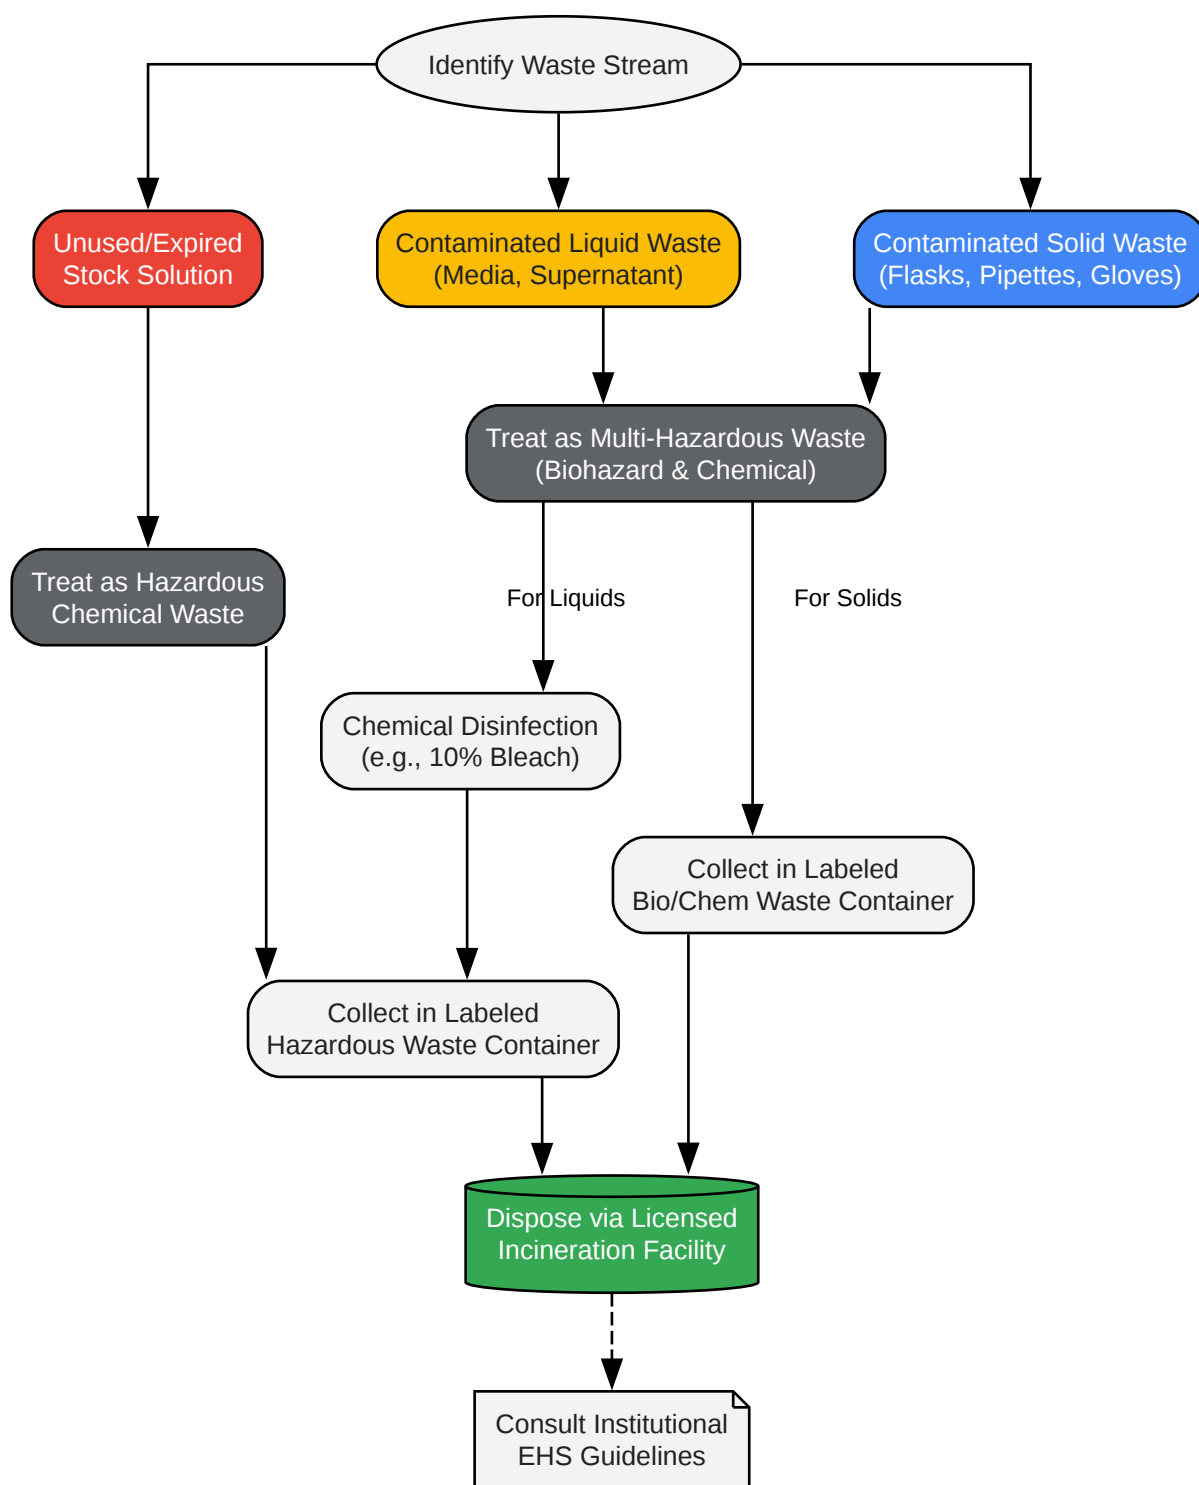 Identify Waste Stream
Unused/Expired
Stock Solution
Contaminated Liquid Waste
(Media, Supernatant)
Contaminated Solid Waste
(Flasks, Pipettes, Gloves)
Treat as Multi-Hazardous Waste
(Biohazard & Chemical)
Treat as Hazardous
Chemical Waste
For Liquids
For Solids
Chemical Disinfection
(e.g., 10% Bleach)
Collect in Labeled
Bio/Chem Waste Container
Collect in Labeled
Hazardous Waste Container
Dispose via Licensed
Incineration Facility
Consult Institutional
EHS Guidelines